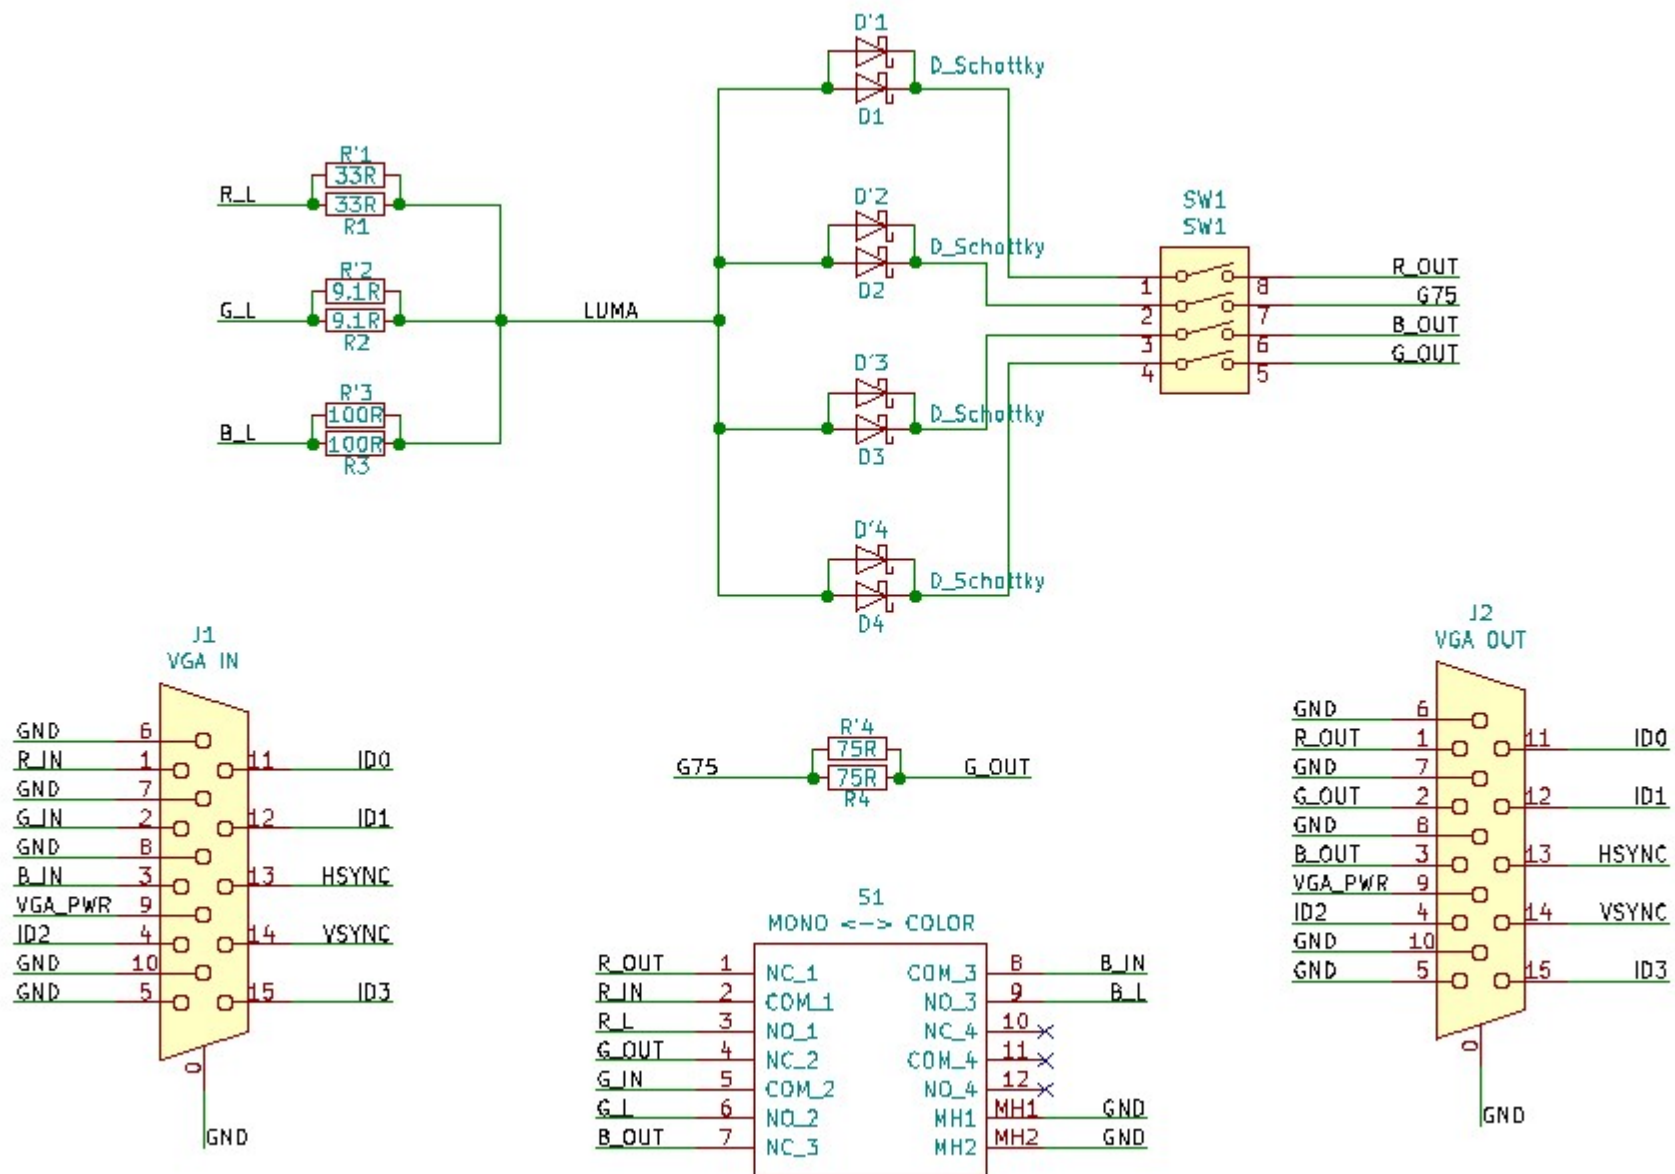 D'1
D_Schottky
D1
R'1
33R
R_L
33R
R1
D'2
D_Schottky
D2
SW1
SW1
R'2
9.1R
G_L
9.1R
R2
LUMA
1
8
R_OUT
2
7
G75
3
6
B_OUT
4
5
G_OUT
R'3
100R
B_L
100R
R3
D'3
D_Schottky
D3
D'4
D_Schottky
D4
J1
VGA IN
GND 6
R_IN 1 11 ID0
GND 7
G_IN 2 12 ID1
GND 8
B_IN 3 13 HSYNC
VGA_PWR 9
ID2 4 14 VSYNC
GND 10
GND 5 15 ID3
0
GND
R'4
75R
G75 75R G_OUT
R4
S1
MONO <-> COLOR
R_OUT 1 NC_1 COM_3 8 B_IN
R_IN 2 COM_1 NO_3 9 B_L
R_L 3 NO_1 NC_4 10
G_OUT 4 NC_2 COM_4 11
G_IN 5 COM_2 NO_4 12
G_L 6 NO_2 MH1 MH1 GND
B_OUT 7 NC_3 MH2 MH2 GND
J2
VGA OUT
GND 6
R_OUT 1 11 ID0
GND 7
G_OUT 2 12 ID1
GND 8
B_OUT 3 13 HSYNC
VGA_PWR 9
ID2 4 14 VSYNC
GND 10
GND 5 15 ID3
0
GND